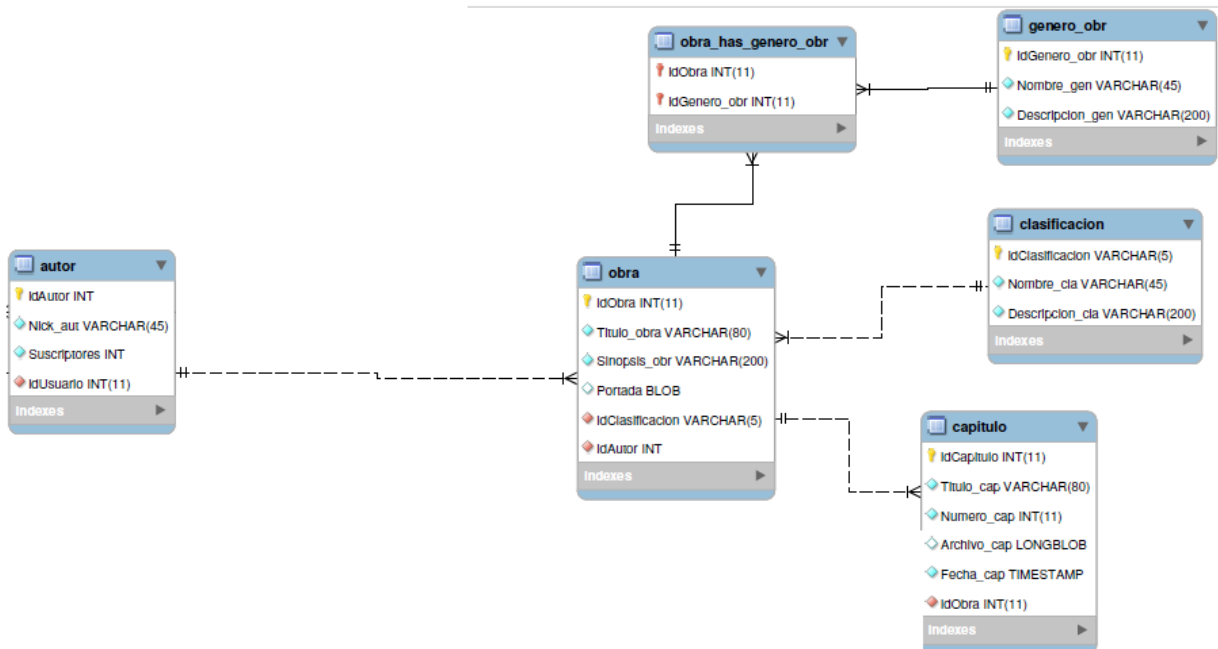 obra_has_genero_obr
IdObra INT(11)
IdGenero_obr INT(11)
Indexes
genero_obr
IdGenero_obr INT(11)
Nombre_gen VARCHAR(45)
Descripcion_gen VARCHAR(200)
Indexes
autor
IdAutor INT
Nick_aut VARCHAR(45)
Suscriptores INT
IdUsuario INT(11)
Indexes
obra
IdObra INT(11)
Titulo_obra VARCHAR(80)
Sinopsis_obr VARCHAR(200)
Portada BLOB
IdClasificacion VARCHAR(5)
IdAutor INT
Indexes
clasificacion
IdClasificacion VARCHAR(5)
Nombre_cla VARCHAR(45)
Descripcion_cla VARCHAR(200)
Indexes
capitulo
IdCapitulo INT(11)
Titulo_cap VARCHAR(80)
Numero_cap INT(11)
Archivo_cap LONGBLOB
Fecha_cap TIMESTAMP
IdObra INT(11)
Indexes